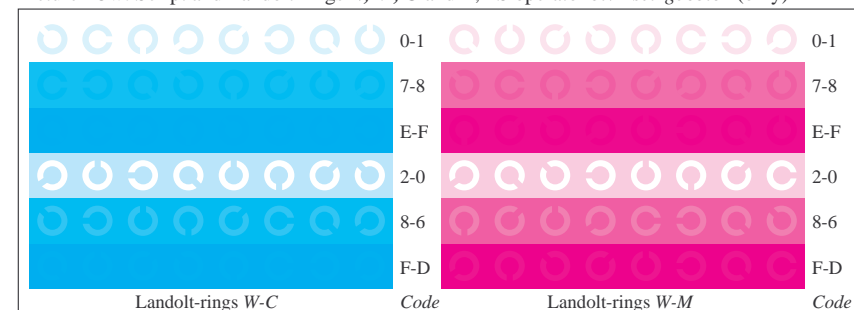 0-1 0-1
7-8 7-8
E-F E-F
2-0 2-0
8-6 8-6
F-D F-D
Landolt-rings W-C Code Landolt-rings W-M Code